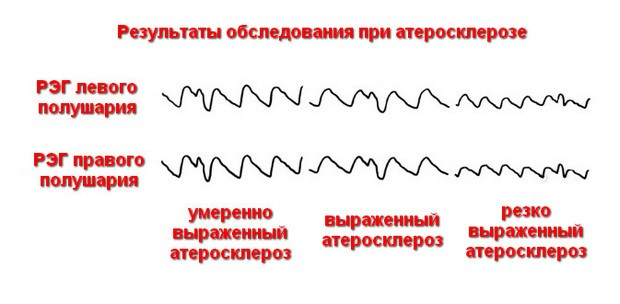 Результаты обследования при атеросклерозе
РЭГ левого
полушария
РЭГ правого
полушария
умеренно
выраженный
атеросклероз
выраженный
атеросклероз
резко
выраженный
атеросклероз